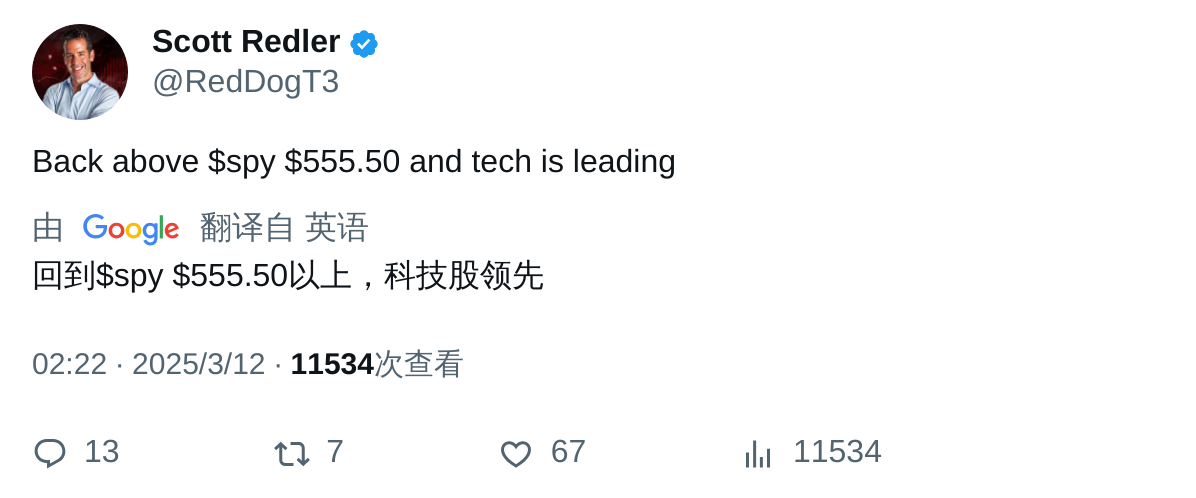 Scott Redler
@RedDogT3
Back above $spy $555.50 and tech is leading
由 Google 翻译自 英语
回到$spy $555.50以上，科技股领先
02:22 · 2025/3/12 · 11534次查看
13 7 67 11534